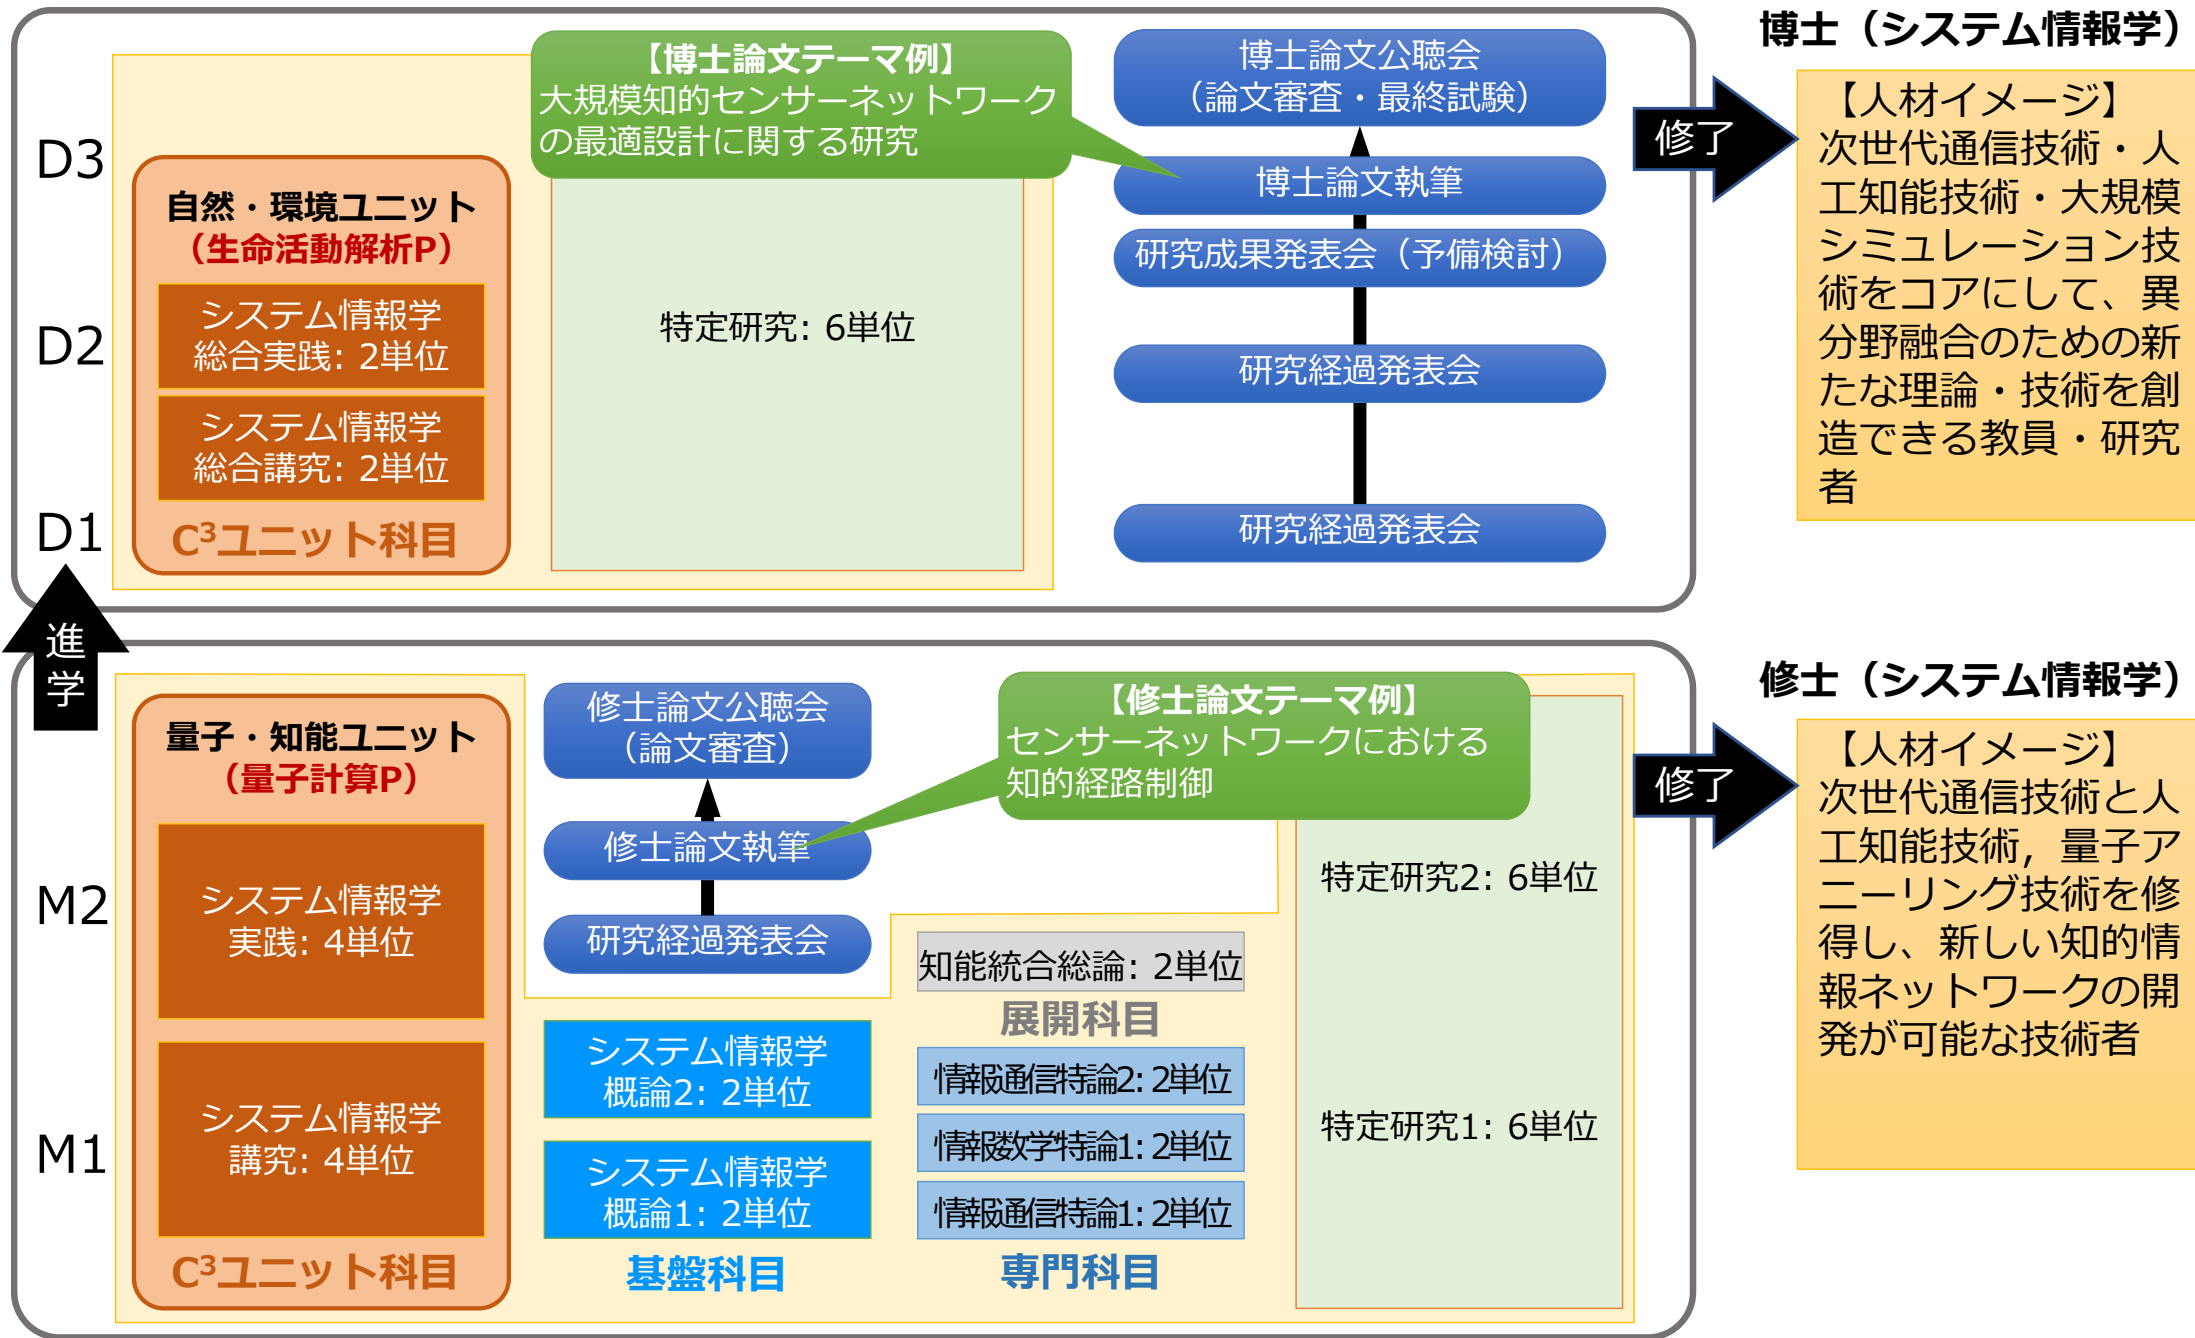 博士（システム情報学）
【博士論文テーマ例】
大規模知的センサーネットワーク
の最適設計に関する研究
博士論文公聴会
（論文審査・最終試験）
修了
【人材イメージ】
次世代通信技術・人
工知能技術・大規模
シミュレーション技
術をコアにして、異
分野融合のための新
たな理論・技術を創
造できる教員・研究
者
D3
D2
D1
自然・環境ユニット
（生命活動解析P）
システム情報学
総合実践: 2単位
システム情報学
総合講究: 2単位
C³ユニット科目
特定研究: 6単位
博士論文執筆
研究成果発表会（予備検討）
研究経過発表会
研究経過発表会
進
学
修士（システム情報学）
【修士論文テーマ例】
センサーネットワークにおける
知的経路制御
修了
【人材イメージ】
次世代通信技術と人
工知能技術，量子ア
ニーリング技術を修
得し、新しい知的情
報ネットワークの開
発が可能な技術者
M2
M1
量子・知能ユニット
（量子計算P）
システム情報学
実践: 4単位
システム情報学
講究: 4単位
C³ユニット科目
修士論文公聴会
（論文審査）
修士論文執筆
研究経過発表会
システム情報学
概論2: 2単位
システム情報学
概論1: 2単位
基盤科目
知能統合総論: 2単位
展開科目
情報通信特論2: 2単位
情報数学特論1: 2単位
情報通信特論1: 2単位
専門科目
特定研究2: 6単位
特定研究1: 6単位